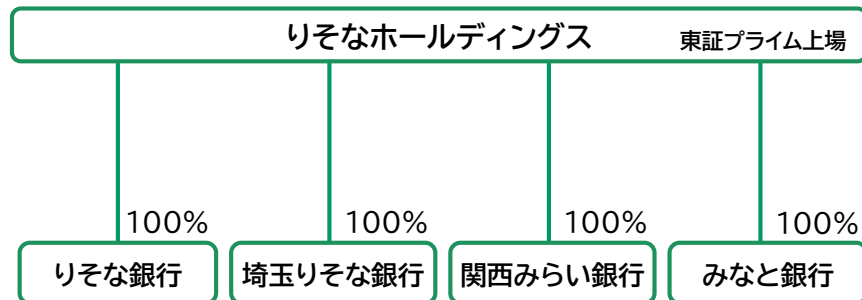 りそなホールディングス 東証プライム上場
100% 100% 100% 100%
りそな銀行 埼玉りそな銀行 関西みらい銀行 みなと銀行